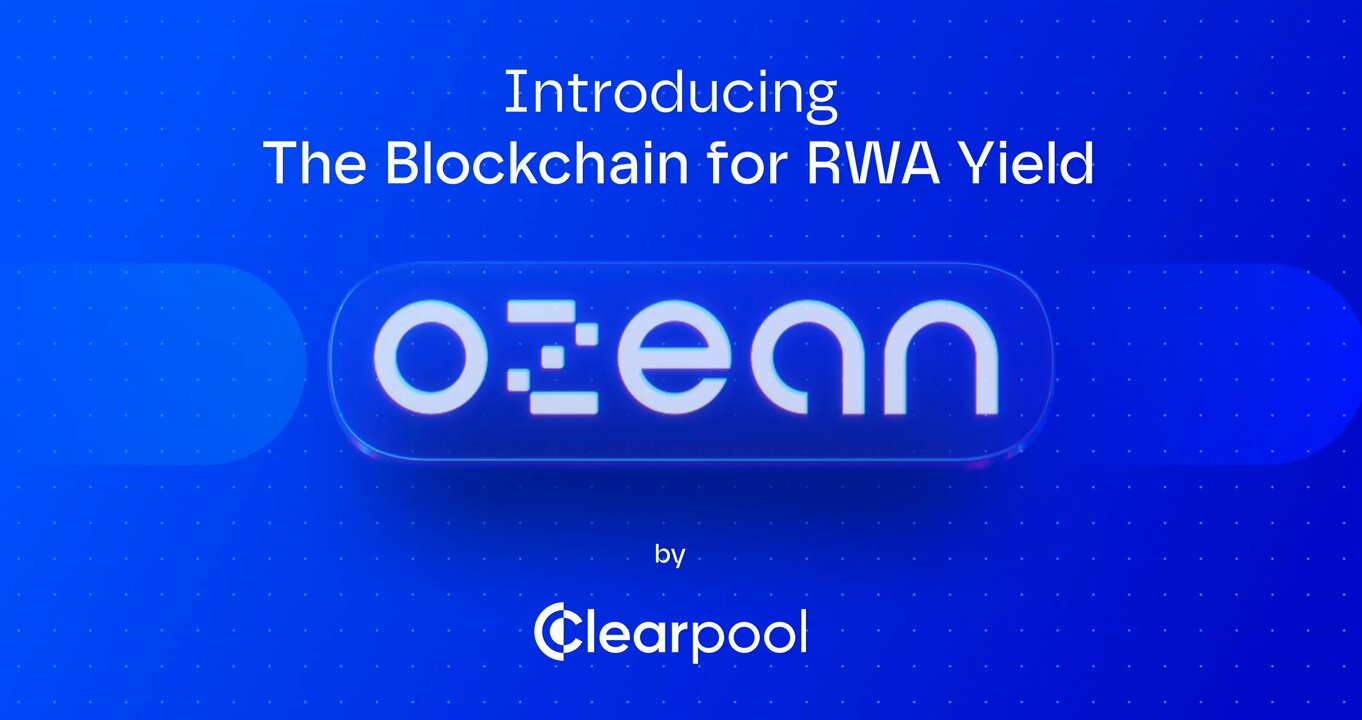 Introducing
The Blockchain for RWA Yield
ozean
by
Clearpool